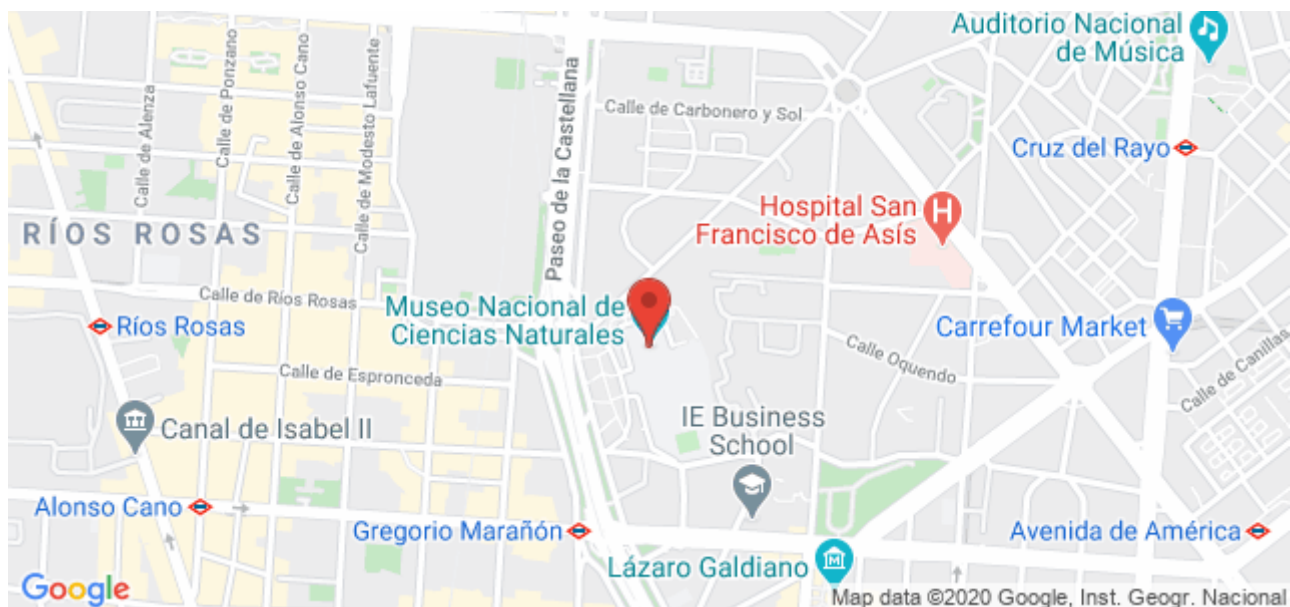 Auditorio Nacional
de Música
Calle de Ponzano
Calle de Alonso Cano
Calle de Modesto Lafuente
Calle de Alenza
Paseo de la Castellana
Calle de Carbonero y Sol
Cruz del Rayo
Hospital San
Francisco de Asís
RÍOS ROSAS
Calle de Ríos Rosas
Museo Nacional de
Ciencias Naturales
Ríos Rosas
Carrefour Market
Calle Oquendo
Calle de Canillas
Calle de Espronceda
IE Business
School
Canal de Isabel II
Alonso Cano
Gregorio Marañón
Avenida de América
Lázaro Galdiano
Google
Map data ©2020 Google, Inst. Geogr. Nacional